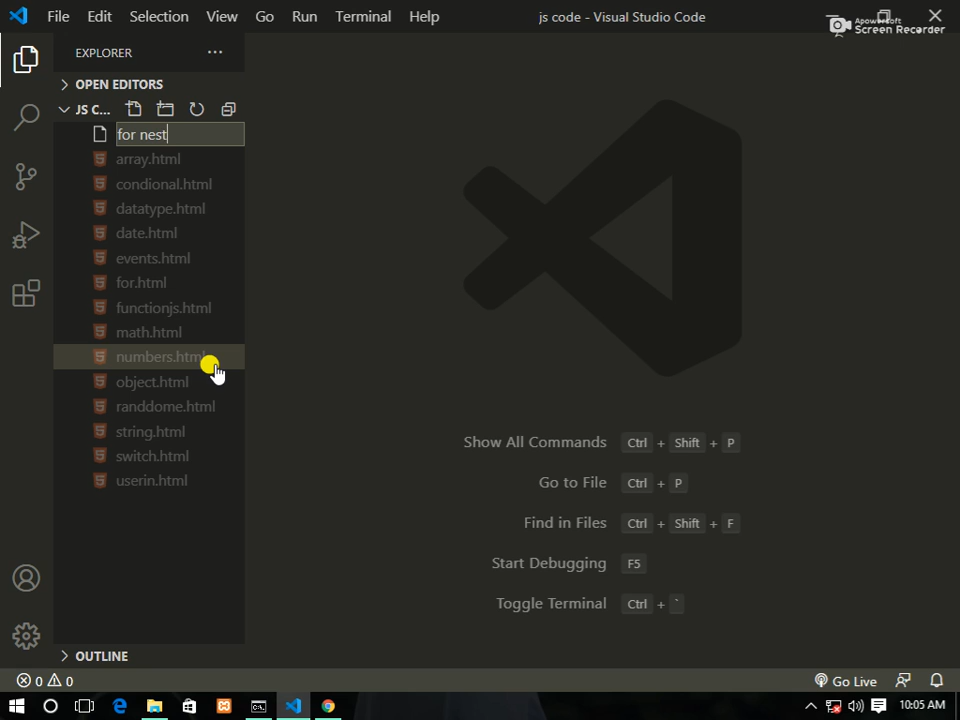 File Edit Selection View Go Run Terminal Help js code - Visual Studio Code
Apowersoft
Screen Recorder
EXPLORER
OPEN EDITORS
JS C...
for nest
array.html
condional.html
datatype.html
date.html
events.html
for.html
functionjs.html
math.html
numbers.html
object.html
randdome.html
string.html
switch.html
userin.html
Show All Commands Ctrl + Shift + P
Go to File Ctrl + P
Find in Files Ctrl + Shift + F
Start Debugging F5
Toggle Terminal Ctrl + `
OUTLINE
0 0 Go Live
10:05 AM